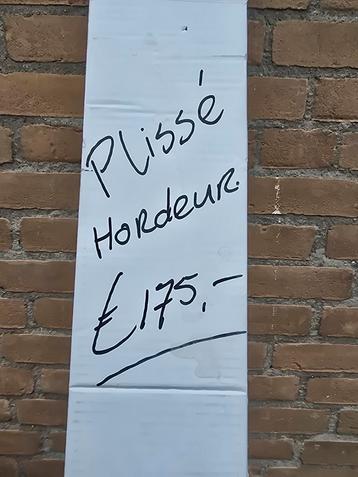 Plissé
Hordeur.
€175,-